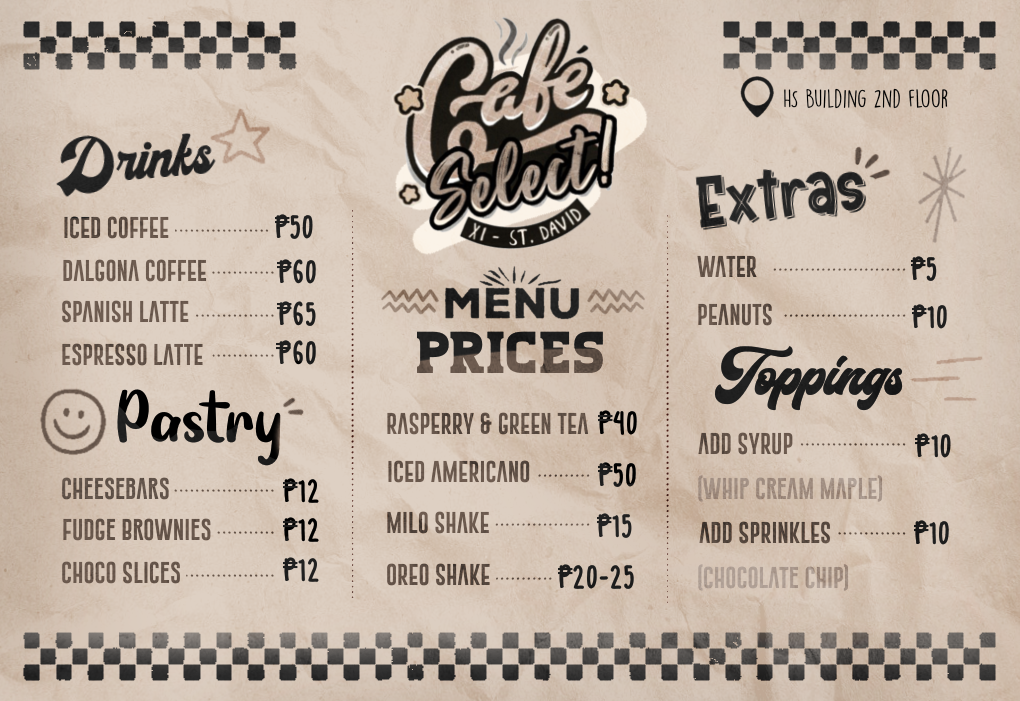 Café
Select!
XI - ST. DAVID
HS BUILDING 2ND FLOOR
Drinks
ICED COFFEE ₱50
DALGONA COFFEE ₱60
SPANISH LATTE ₱65
ESPRESSO LATTE ₱60
Pastry
CHEESEBARS ₱12
FUDGE BROWNIES ₱12
CHOCO SLICES ₱12
MENU
PRICES
RASPERRY & GREEN TEA ₱40
ICED AMERICANO ₱50
MILO SHAKE ₱15
OREO SHAKE ₱20-25
Extras
WATER ₱5
PEANUTS ₱10
Toppings
ADD SYRUP ₱10
(WHIP CREAM MAPLE)
ADD SPRINKLES ₱10
(CHOCOLATE CHIP)